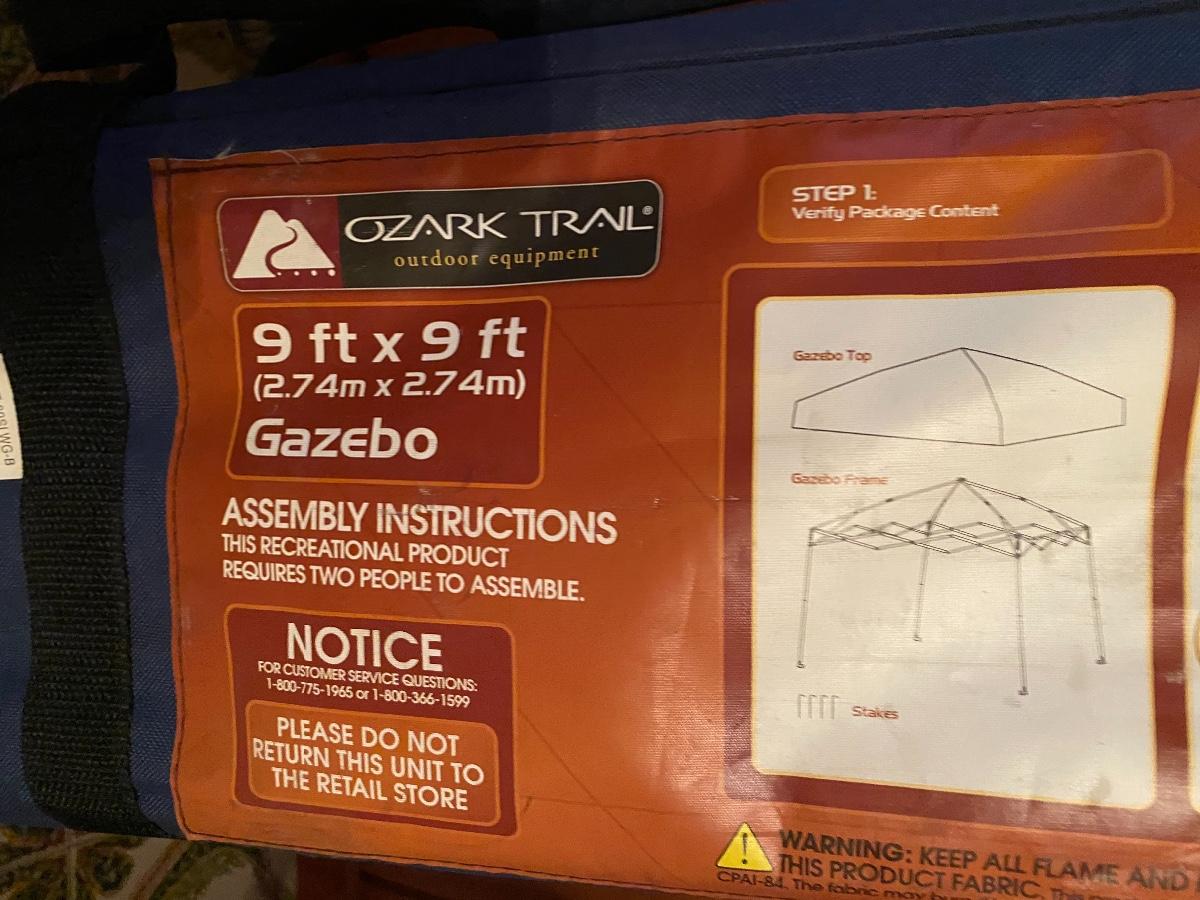 OZARK TRAIL®
outdoor equipment
9 ft x 9 ft
(2.74m x 2.74m)
Gazebo
ASSEMBLY INSTRUCTIONS
THIS RECREATIONAL PRODUCT
REQUIRES TWO PEOPLE TO ASSEMBLE.
NOTICE
FOR CUSTOMER SERVICE QUESTIONS:
1-800-775-1965 or 1-800-366-1599
PLEASE DO NOT
RETURN THIS UNIT TO
THE RETAIL STORE
STEP 1:
Verify Package Content
Gazebo Top
Gazebo Frame
Stakes
WARNING: KEEP ALL FLAME AND
THIS PRODUCT FABRIC.
CPAI-84. The fabric may